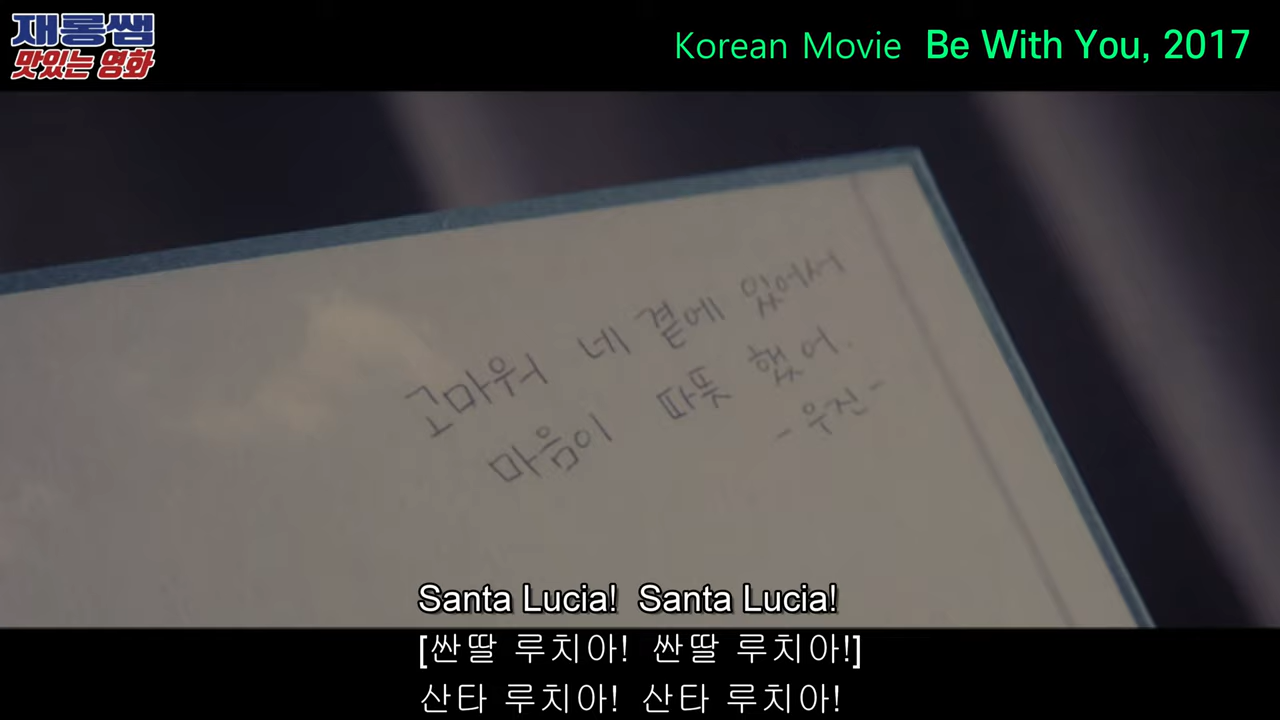 재롱쌤
맛있는 영화
Korean Movie Be With You, 2017
고마워 네 곁에 있어서
마음이 따뜻 했어.
- 우진 -
Santa Lucia! Santa Lucia!
[싼딸 루치아! 싼딸 루치아!]
산타 루치아! 산타 루치아!